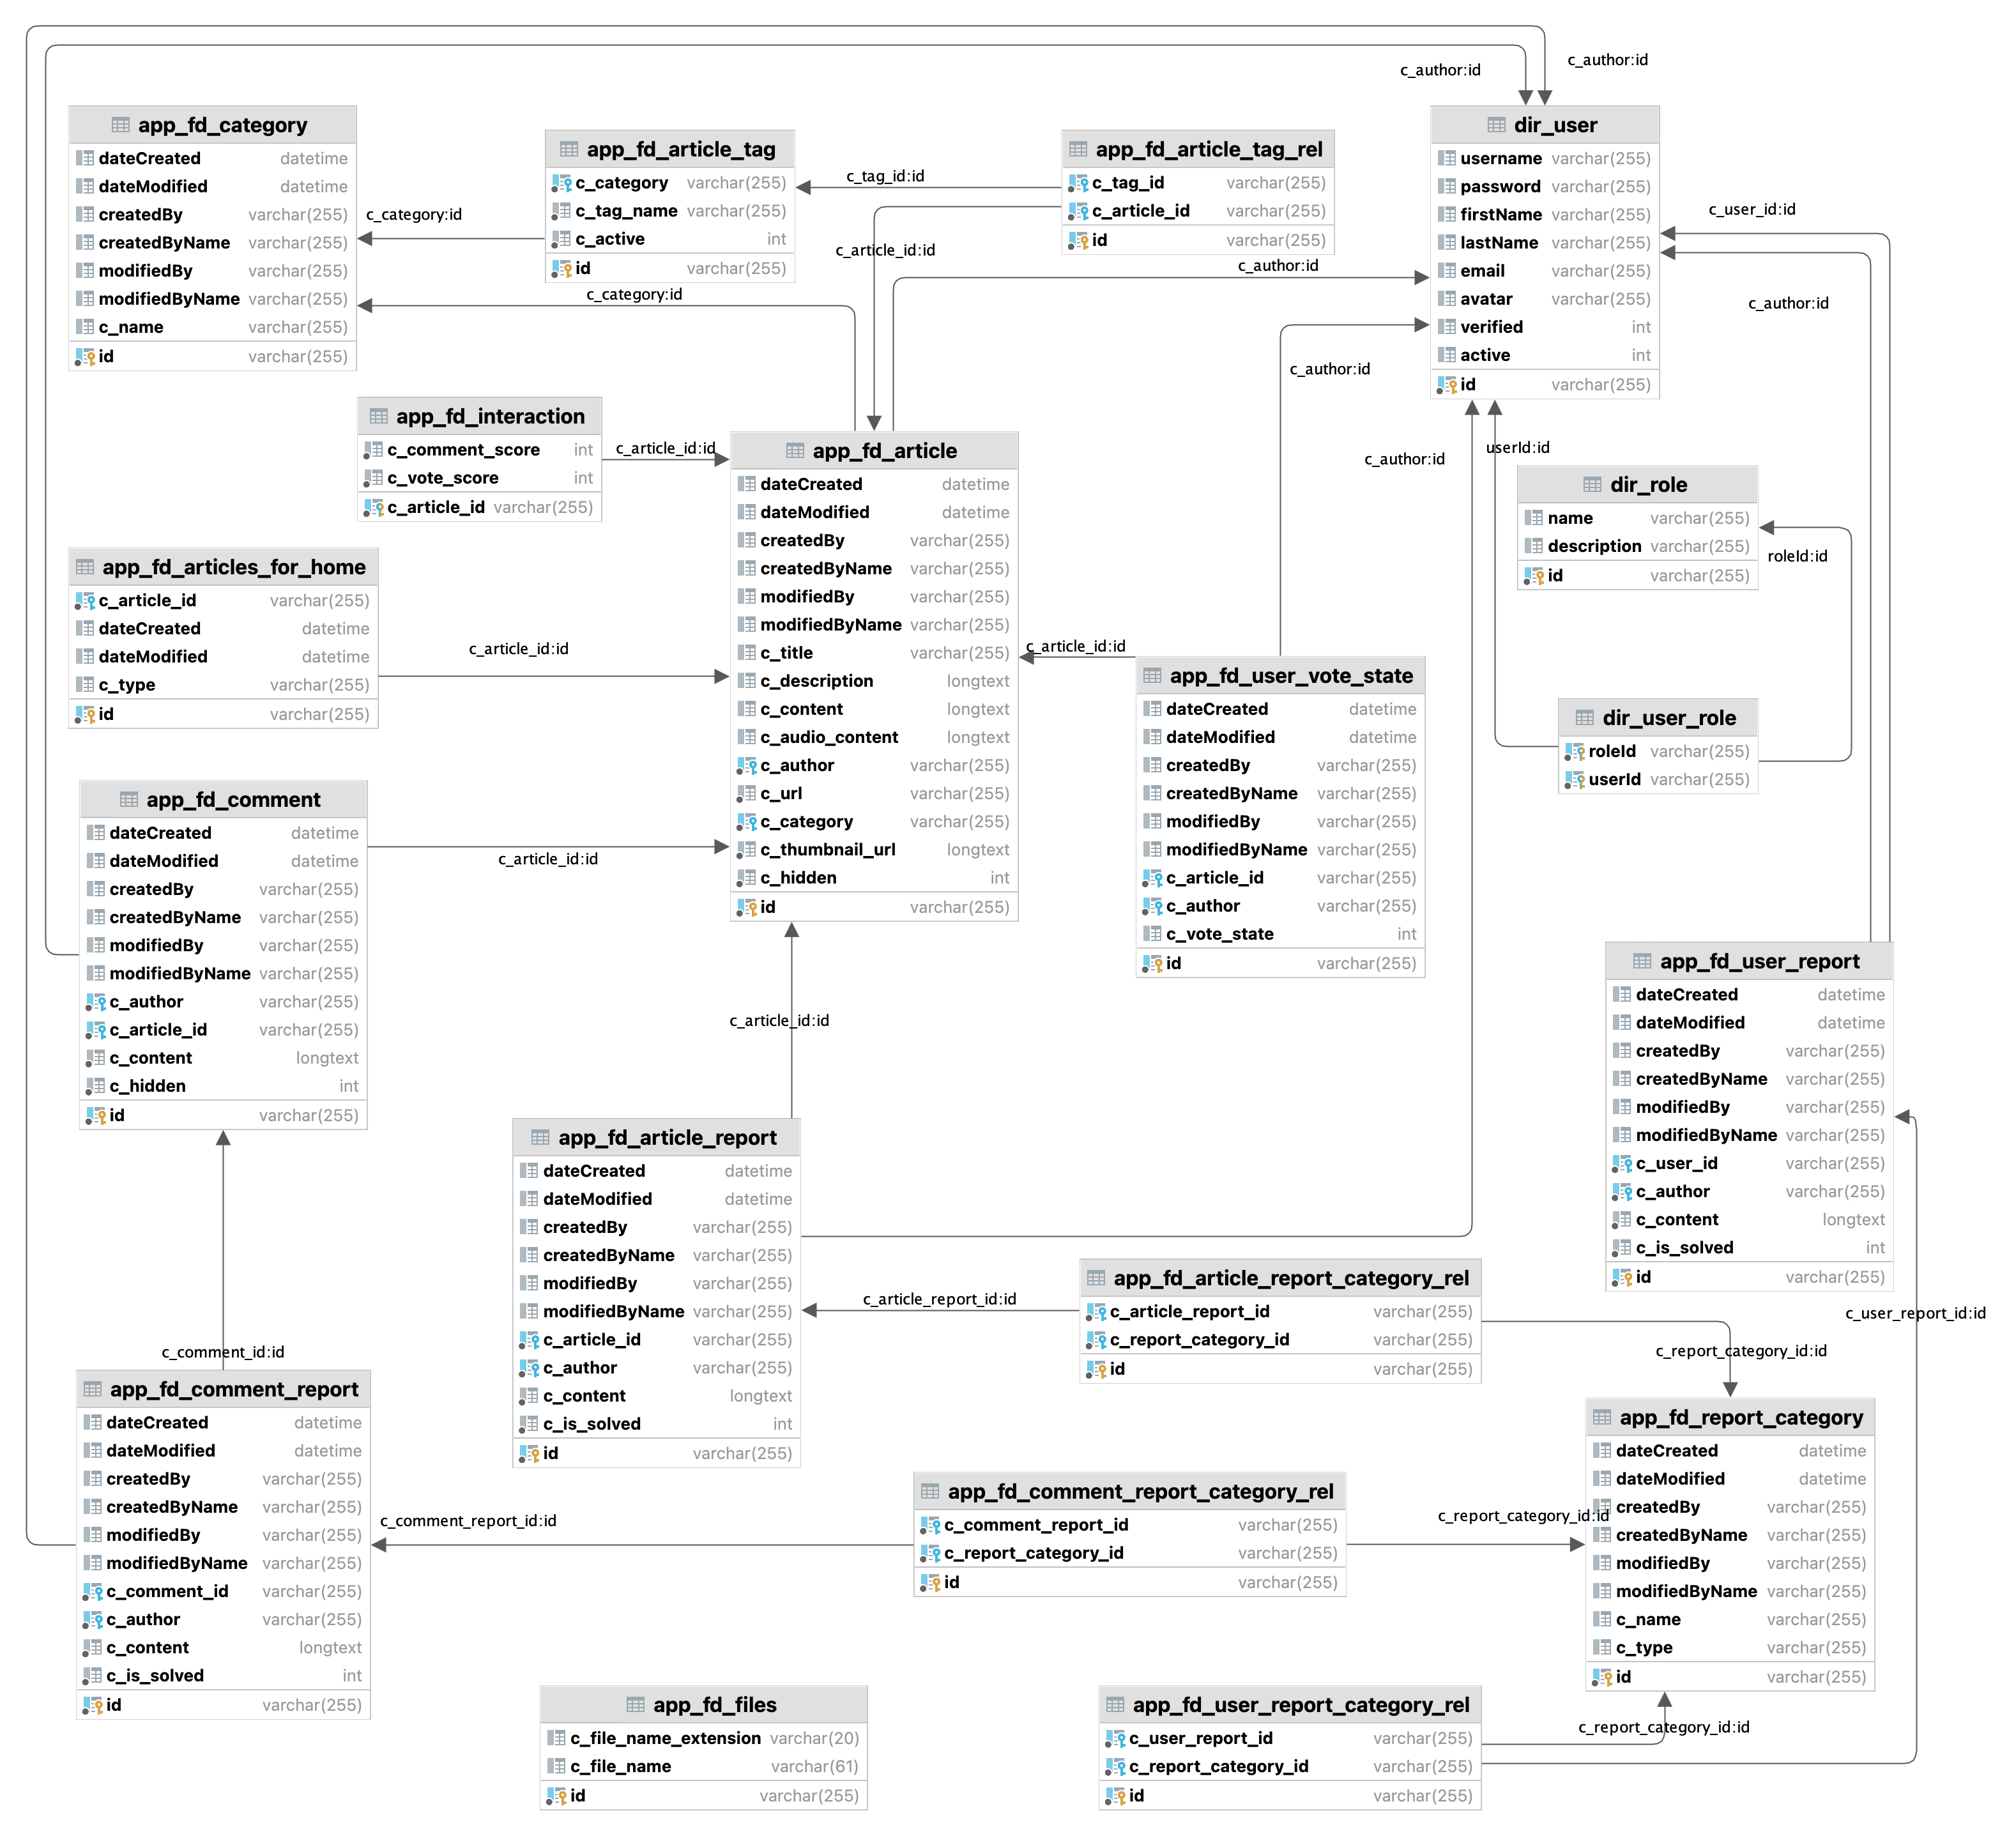 c_author:id
c_author:id
app_fd_category
dateCreated datetime
dateModified datetime
createdBy varchar(255)
createdByName varchar(255)
modifiedBy varchar(255)
modifiedByName varchar(255)
c_name varchar(255)
id varchar(255)
c_category:id
app_fd_article_tag
c_category varchar(255)
c_tag_name varchar(255)
c_active int
id varchar(255)
c_tag_id:id
app_fd_article_tag_rel
c_tag_id varchar(255)
c_article_id varchar(255)
id varchar(255)
c_article_id:id
c_author:id
c_category:id
dir_user
username varchar(255)
password varchar(255)
firstName varchar(255)
lastName varchar(255)
email varchar(255)
avatar varchar(255)
verified int
active int
id varchar(255)
c_user_id:id
c_author:id
c_author:id
c_author:id
userId:id
app_fd_interaction
c_comment_score int
c_vote_score int
c_article_id varchar(255)
c_article_id:id
app_fd_article
dateCreated datetime
dateModified datetime
createdBy varchar(255)
createdByName varchar(255)
modifiedBy varchar(255)
modifiedByName varchar(255)
c_title varchar(255)
c_description longtext
c_content longtext
c_audio_content longtext
c_author varchar(255)
c_url varchar(255)
c_category varchar(255)
c_thumbnail_url longtext
c_hidden int
id varchar(255)
dir_role
name varchar(255)
description varchar(255)
id varchar(255)
roleId:id
app_fd_articles_for_home
c_article_id varchar(255)
dateCreated datetime
dateModified datetime
c_type varchar(255)
id varchar(255)
c_article_id:id
c_article_id:id
app_fd_user_vote_state
dateCreated datetime
dateModified datetime
createdBy varchar(255)
createdByName varchar(255)
modifiedBy varchar(255)
modifiedByName varchar(255)
c_article_id varchar(255)
c_author varchar(255)
c_vote_state int
id varchar(255)
dir_user_role
roleId varchar(255)
userId varchar(255)
app_fd_comment
dateCreated datetime
dateModified datetime
createdBy varchar(255)
createdByName varchar(255)
modifiedBy varchar(255)
modifiedByName varchar(255)
c_author varchar(255)
c_article_id varchar(255)
c_content longtext
c_hidden int
id varchar(255)
c_article_id:id
c_article_id:id
app_fd_user_report
dateCreated datetime
dateModified datetime
createdBy varchar(255)
createdByName varchar(255)
modifiedBy varchar(255)
modifiedByName varchar(255)
c_user_id varchar(255)
c_author varchar(255)
c_content longtext
c_is_solved int
id varchar(255)
c_user_report_id:id
app_fd_article_report
dateCreated datetime
dateModified datetime
createdBy varchar(255)
createdByName varchar(255)
modifiedBy varchar(255)
modifiedByName varchar(255)
c_article_id varchar(255)
c_author varchar(255)
c_content longtext
c_is_solved int
id varchar(255)
c_article_report_id:id
app_fd_article_report_category_rel
c_article_report_id varchar(255)
c_report_category_id varchar(255)
id varchar(255)
c_report_category_id:id
c_comment_id:id
app_fd_comment_report
dateCreated datetime
dateModified datetime
createdBy varchar(255)
createdByName varchar(255)
modifiedBy varchar(255)
modifiedByName varchar(255)
c_comment_id varchar(255)
c_author varchar(255)
c_content longtext
c_is_solved int
id varchar(255)
c_comment_report_id:id
app_fd_comment_report_category_rel
c_comment_report_id varchar(255)
c_report_category_id varchar(255)
id varchar(255)
c_report_category_id:id
app_fd_report_category
dateCreated datetime
dateModified datetime
createdBy varchar(255)
createdByName varchar(255)
modifiedBy varchar(255)
modifiedByName varchar(255)
c_name varchar(255)
c_type varchar(255)
id varchar(255)
app_fd_files
c_file_name_extension varchar(20)
c_file_name varchar(61)
id varchar(255)
app_fd_user_report_category_rel
c_user_report_id varchar(255)
c_report_category_id varchar(255)
id varchar(255)
c_report_category_id:id